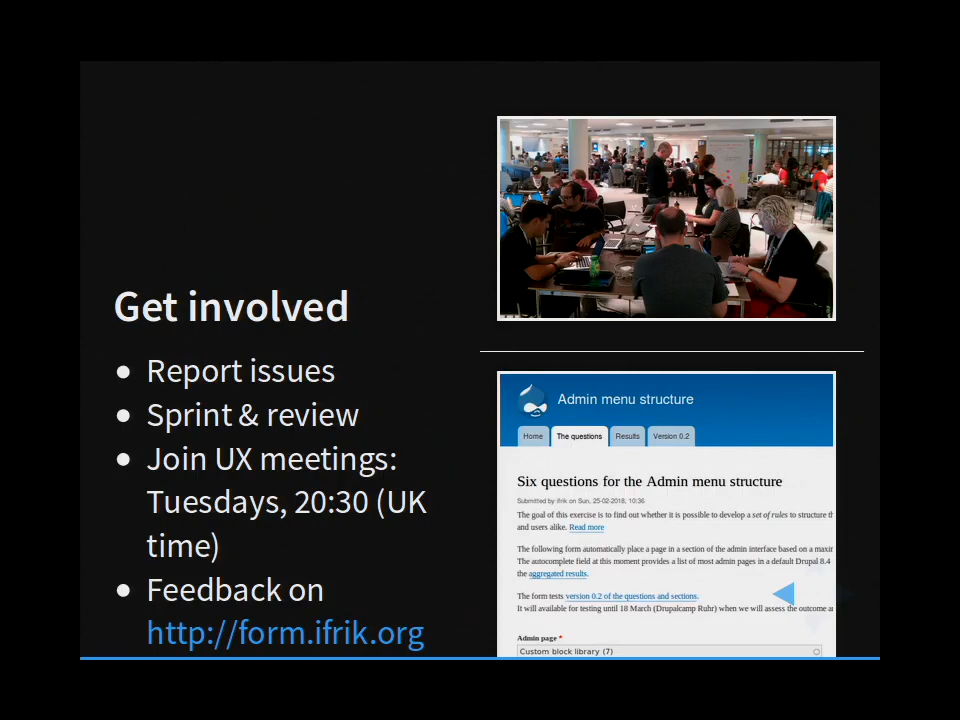 Get involved
Report issues
Sprint & review
Join UX meetings:
Tuesdays, 20:30 (UK
time)
Feedback on
http://form.ifrik.org
Admin menu structure
Home
The questions
Results
Version 0.2
Six questions for the Admin menu structure
Submitted by ifrik on Sun, 25-02-2018, 10:36
The goal of this exercise is to find out whether it is possible to develop a set of rules to structure
and users alike. Read more
The following form automatically place a page in a section of the admin interface based on a
The autocomplete field at this moment provides a list of most admin pages in a default Drupal 8.4
the aggregated results.
The form tests version 0.2 of the questions and sections.
It will available for testing until 18 March (Drupalcamp Ruhr) when we will assess the outcome
Admin page *
Custom block library (7)